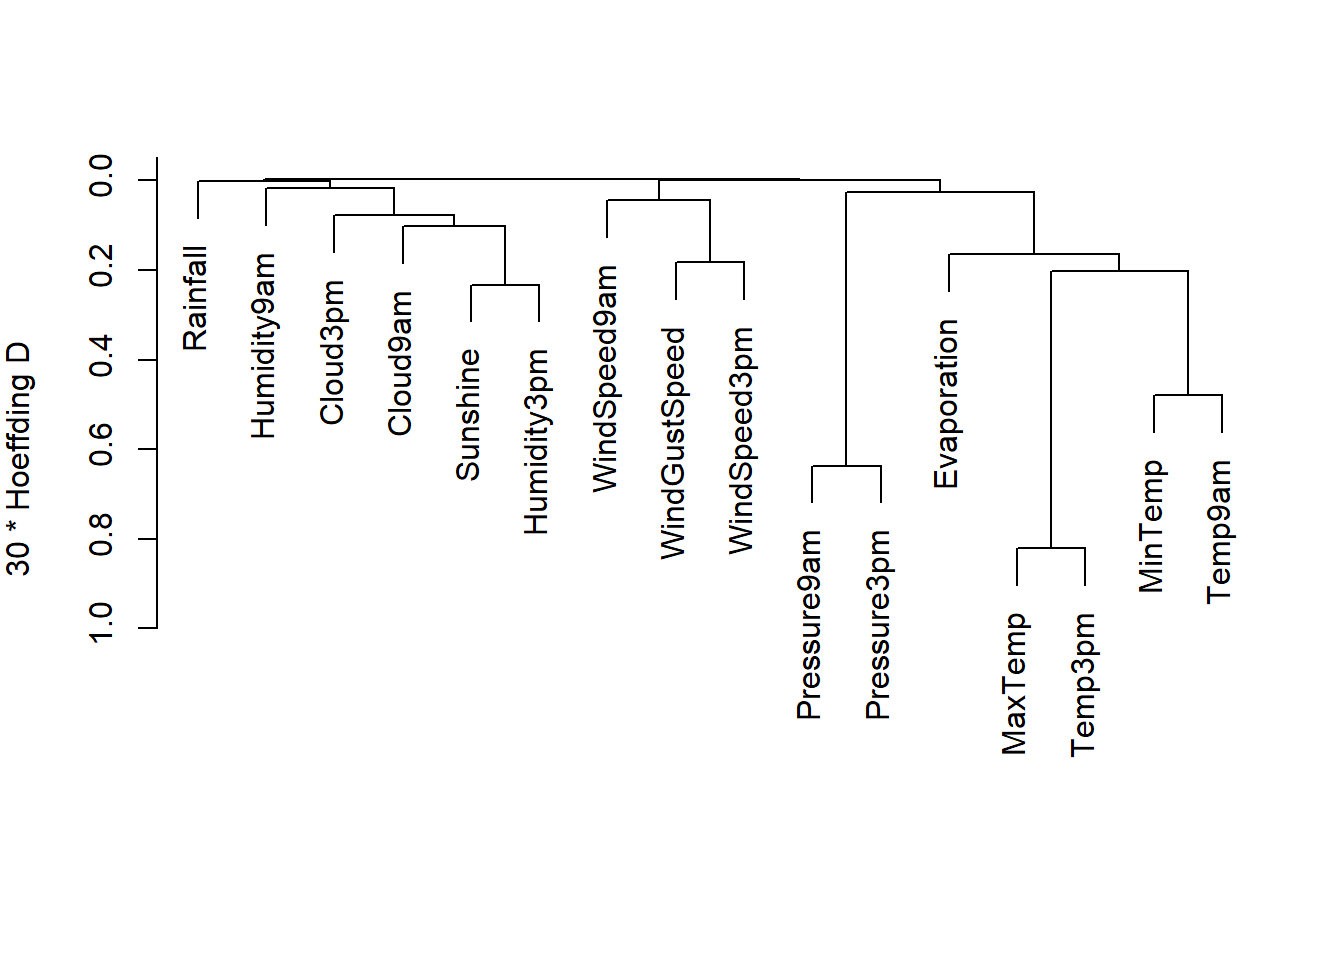 30 * Hoeffding D
0.0
0.2
0.4
0.6
0.8
1.0
Rainfall
Humidity9am
Cloud3pm
Cloud9am
Sunshine
Humidity3pm
WindSpeed9am
WindGustSpeed
WindSpeed3pm
Pressure9am
Pressure3pm
Evaporation
MaxTemp
Temp3pm
MinTemp
Temp9am